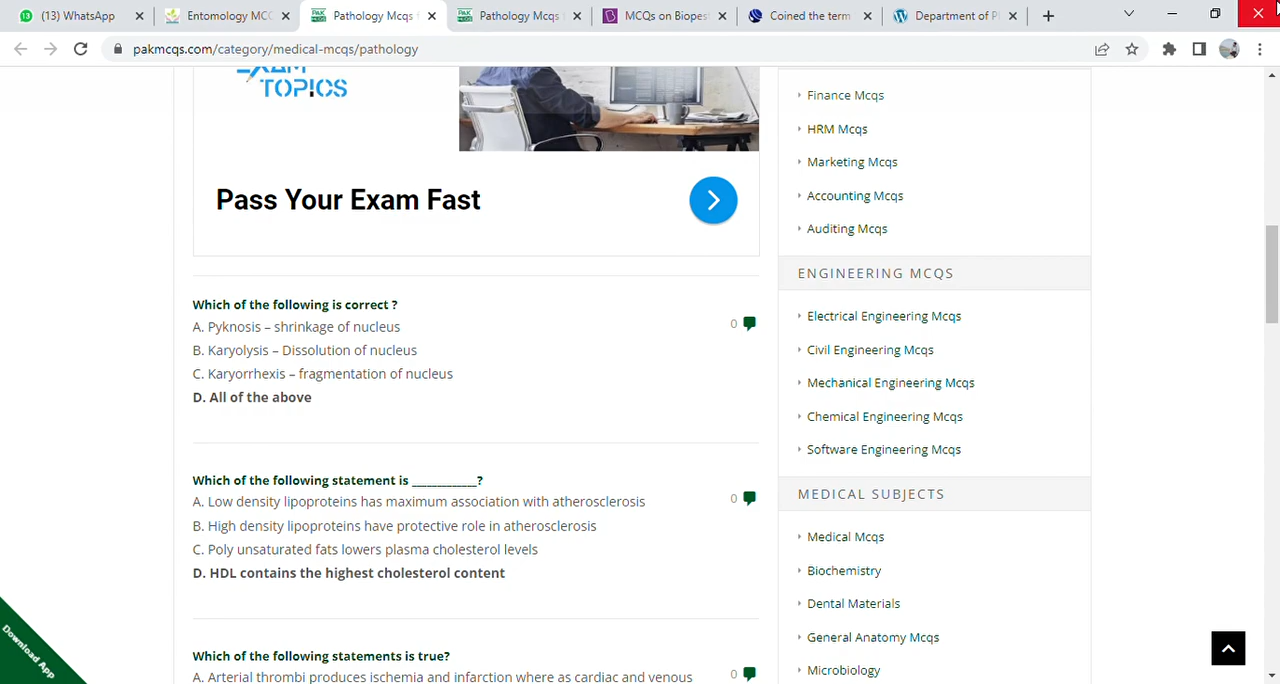 13 (13) WhatsApp
Entomology MCC
Pathology Mcqs
Pathology Mcqs
MCQs on Biopes
Coined the term
Department of P
pakmcqs.com/category/medical-mcqs/pathology
EXAM
TOPICS
Pass Your Exam Fast
Which of the following is correct ?
A. Pyknosis – shrinkage of nucleus
0
B. Karyolysis – Dissolution of nucleus
C. Karyorrhexis – fragmentation of nucleus
D. All of the above
Which of the following statement is ____________?
A. Low density lipoproteins has maximum association with atherosclerosis
0
B. High density lipoproteins have protective role in atherosclerosis
C. Poly unsaturated fats lowers plasma cholesterol levels
D. HDL contains the highest cholesterol content
Which of the following statements is true?
A. Arterial thrombi produces ischemia and infarction where as cardiac and venous
0
Finance Mcqs
HRM Mcqs
Marketing Mcqs
Accounting Mcqs
Auditing Mcqs
ENGINEERING MCQS
Electrical Engineering Mcqs
Civil Engineering Mcqs
Mechanical Engineering Mcqs
Chemical Engineering Mcqs
Software Engineering Mcqs
MEDICAL SUBJECTS
Medical Mcqs
Biochemistry
Dental Materials
General Anatomy Mcqs
Microbiology
Download App